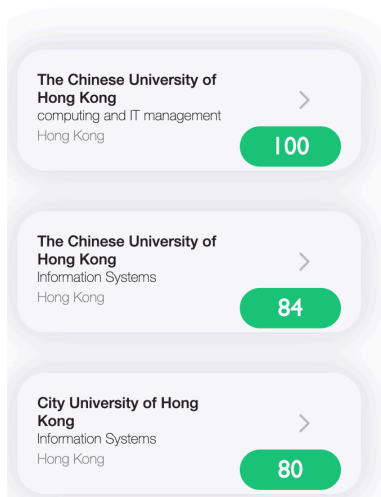 The Chinese University of
Hong Kong
computing and IT management
Hong Kong
100
The Chinese University of
Hong Kong
Information Systems
Hong Kong
84
City University of Hong
Kong
Information Systems
Hong Kong
80